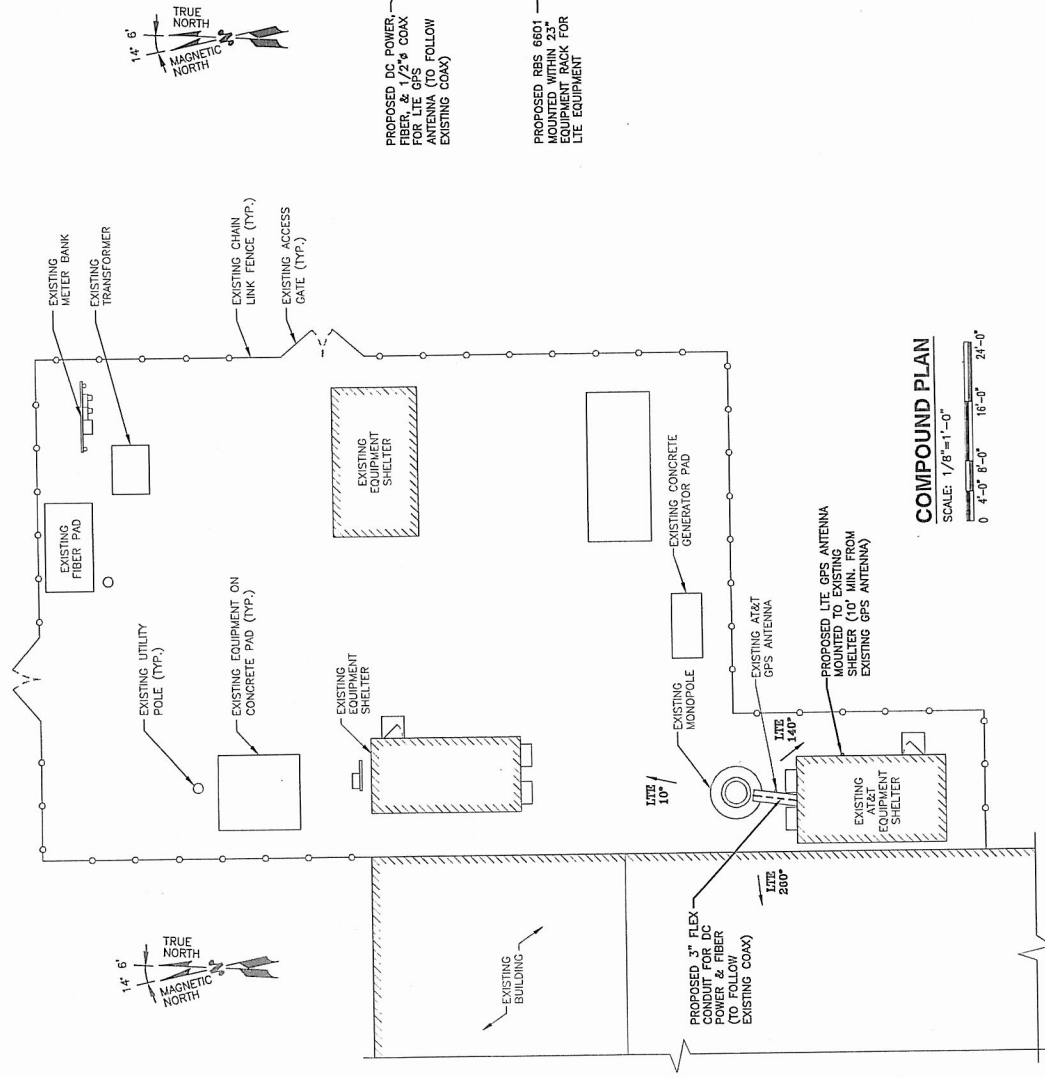 TRUE
NORTH
14° 6'
MAGNETIC
NORTH
N
PROPOSED DC POWER,
FIBER, & 1/2"ø COAX
FOR LTE GPS
ANTENNA (TO FOLLOW
EXISTING COAX)
PROPOSED RBS 6601
MOUNTED WITHIN 23"
EQUIPMENT RACK FOR
LTE EQUIPMENT
EXISTING
METER BANK
EXISTING
TRANSFORMER
EXISTING CHAIN
LINK FENCE (TYP.)
EXISTING ACCESS
GATE (TYP.)
EXISTING
FIBER PAD
EXISTING UTILITY
POLE (TYP.)
EXISTING EQUIPMENT ON
CONCRETE PAD (TYP.)
EXISTING
EQUIPMENT
SHELTER
EXISTING
EQUIPMENT
SHELTER
EXISTING CONCRETE
GENERATOR PAD
EXISTING
MONOPOLE
EXISTING AT&T
GPS ANTENNA
PROPOSED LTE GPS ANTENNA
MOUNTED TO EXISTING
SHELTER (10' MIN. FROM
EXISTING GPS ANTENNA)
LTE
10°
LTE
140°
LTE
260°
EXISTING
AT&T
EQUIPMENT
SHELTER
TRUE
NORTH
14° 6'
MAGNETIC
NORTH
N
EXISTING
BUILDING
PROPOSED 3" FLEX
CONDUIT FOR DC
POWER & FIBER
(TO FOLLOW
EXISTING COAX)
COMPOUND PLAN
SCALE: 1/8"=1'-0"
0 4'-0" 8'-0" 16'-0" 24'-0"